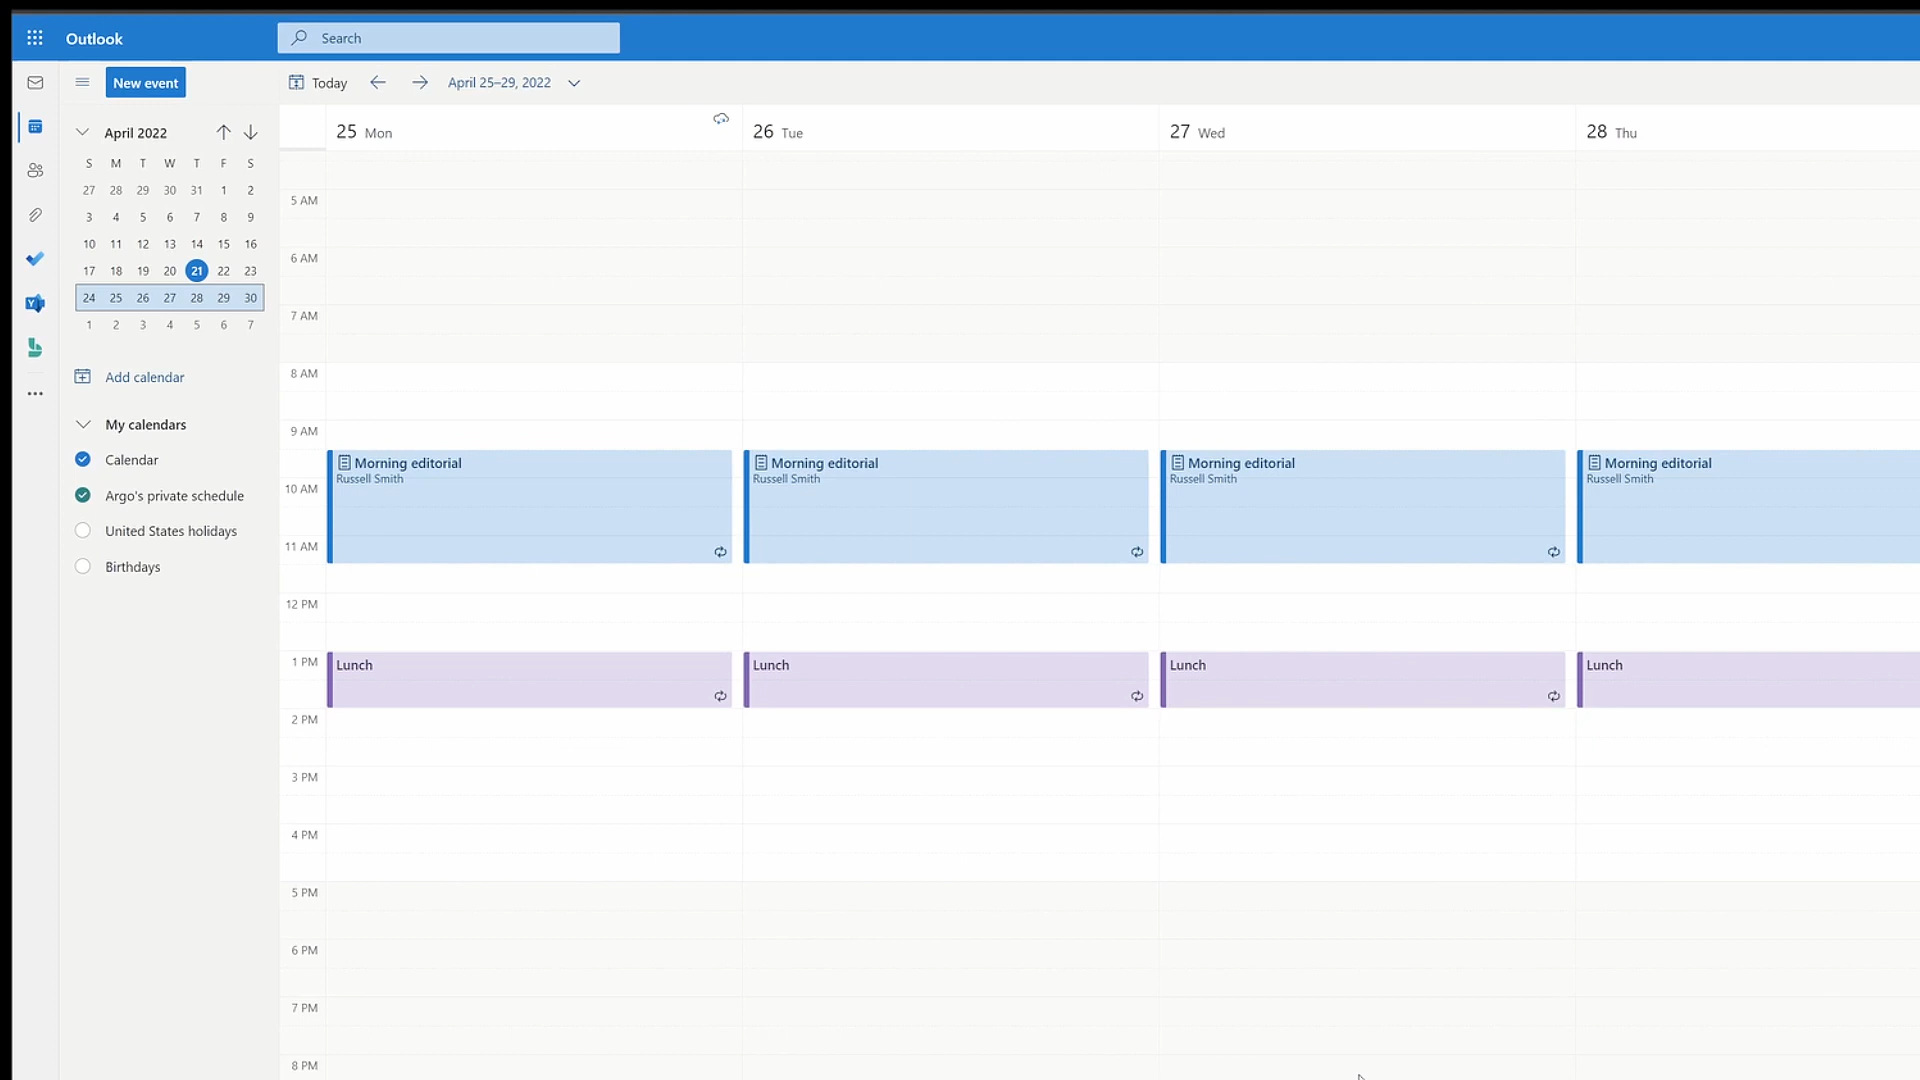 Outlook
Search
New event
Today
April 25–29, 2022
April 2022
S M T W T F S
27 28 29 30 31 1 2
3 4 5 6 7 8 9
10 11 12 13 14 15 16
17 18 19 20 21 22 23
24 25 26 27 28 29 30
1 2 3 4 5 6 7
Add calendar
My calendars
Calendar
Argo's private schedule
United States holidays
Birthdays
25 Mon
26 Tue
27 Wed
28 Thu
5 AM
6 AM
7 AM
8 AM
9 AM
10 AM
11 AM
12 PM
1 PM
2 PM
3 PM
4 PM
5 PM
6 PM
7 PM
8 PM
Morning editorial
Russell Smith
Morning editorial
Russell Smith
Morning editorial
Russell Smith
Morning editorial
Russell Smith
Lunch
Lunch
Lunch
Lunch